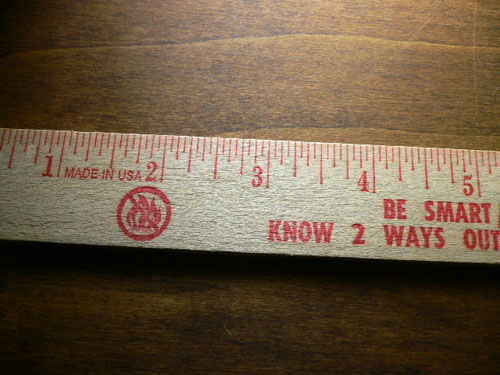 1 MADE IN USA 2 3 4 5
BE SMART
KNOW 2 WAYS OUT